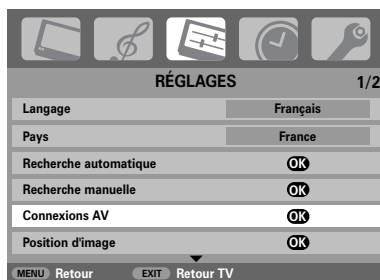 RÉGLAGES 1/2
Langage Français
Pays France
Recherche automatique OK
Recherche manuelle OK
Connexions AV OK
Position d'image OK
MENU Retour EXIT Retour TV